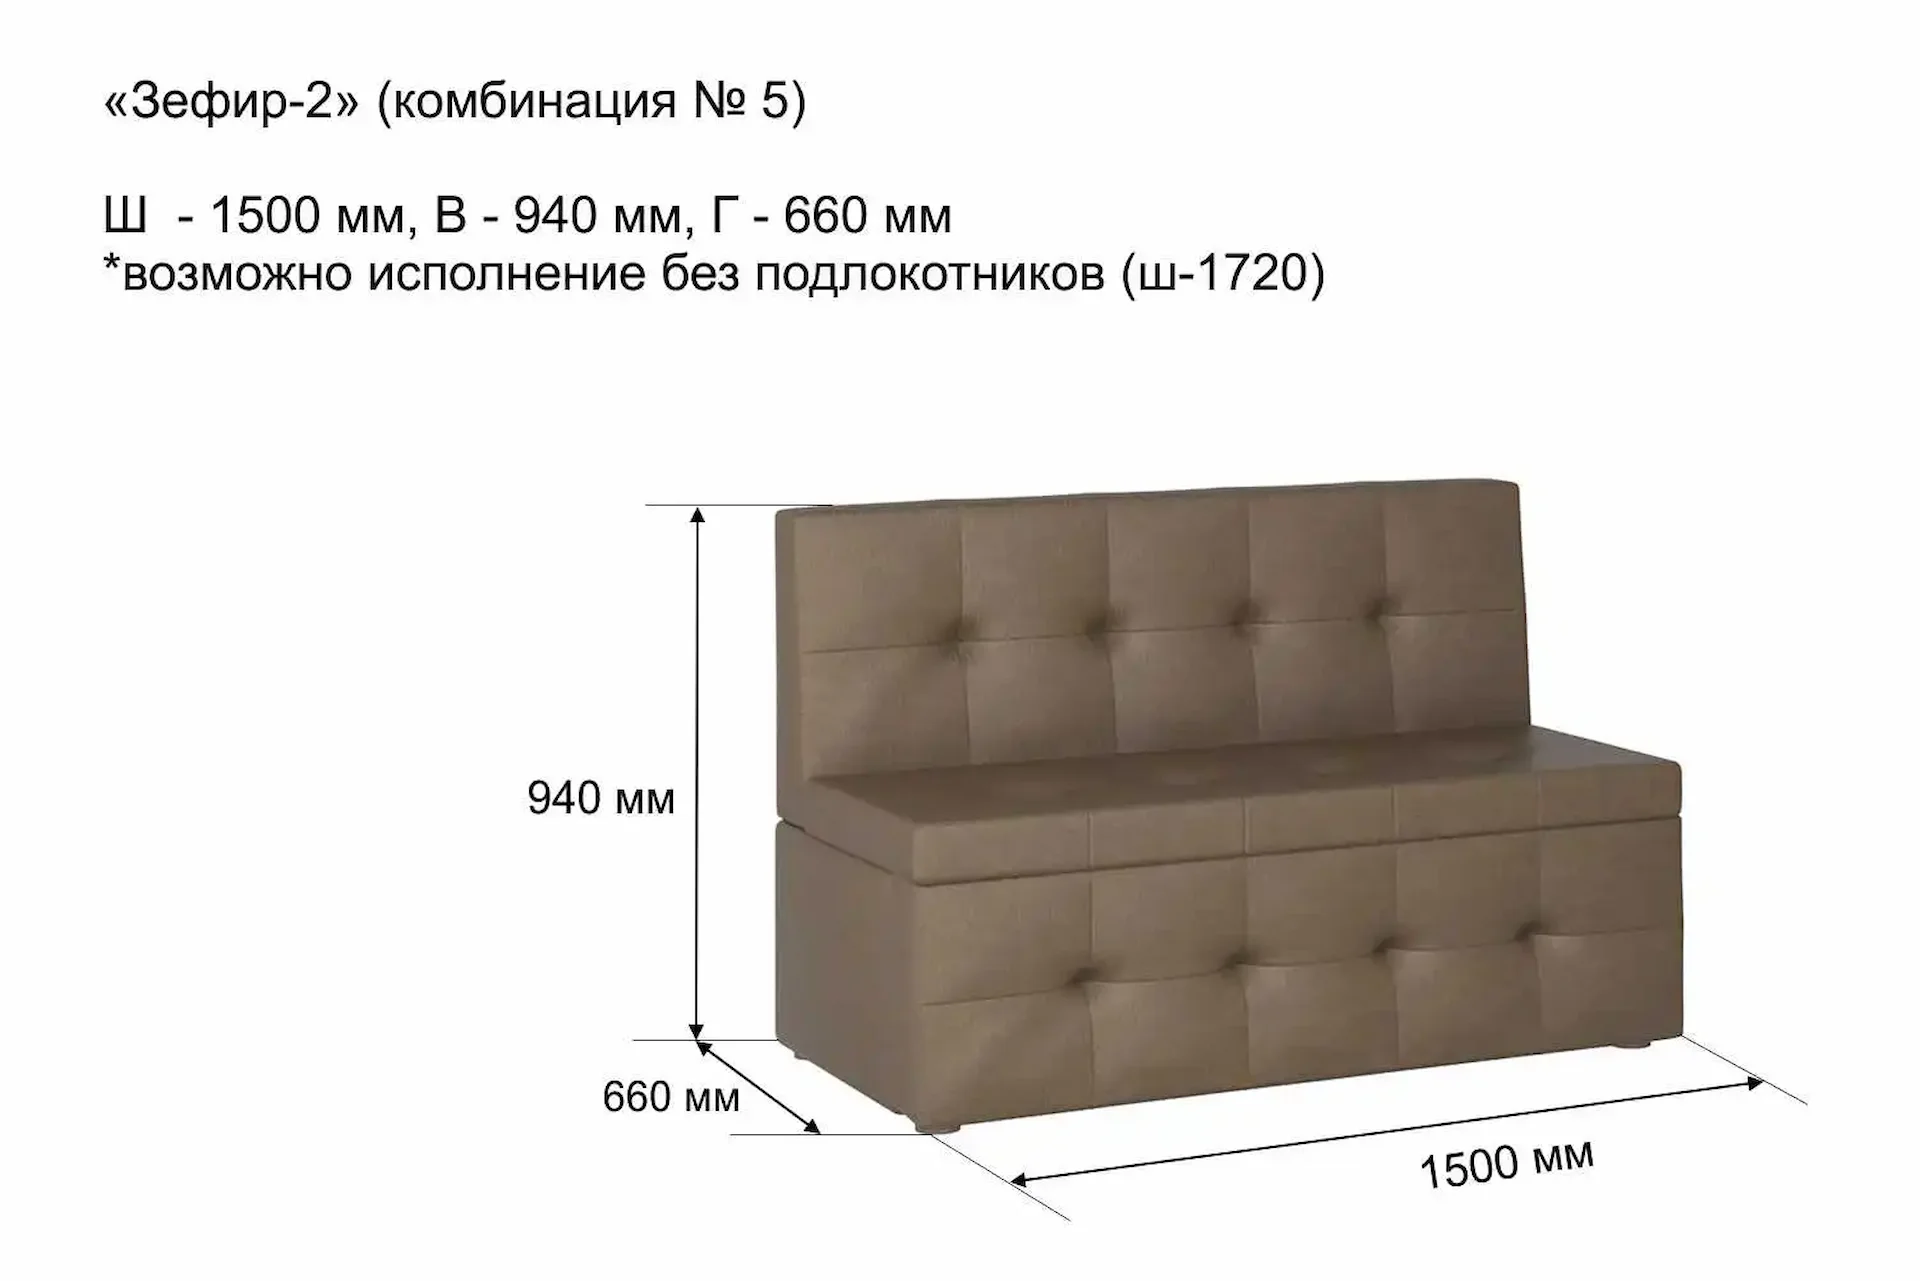 «Зефир-2» (комбинация № 5)
Ш - 1500 мм, В - 940 мм, Г - 660 мм
*возможно исполнение без подлокотников (ш-1720)
940 мм
660 мм
1500 мм